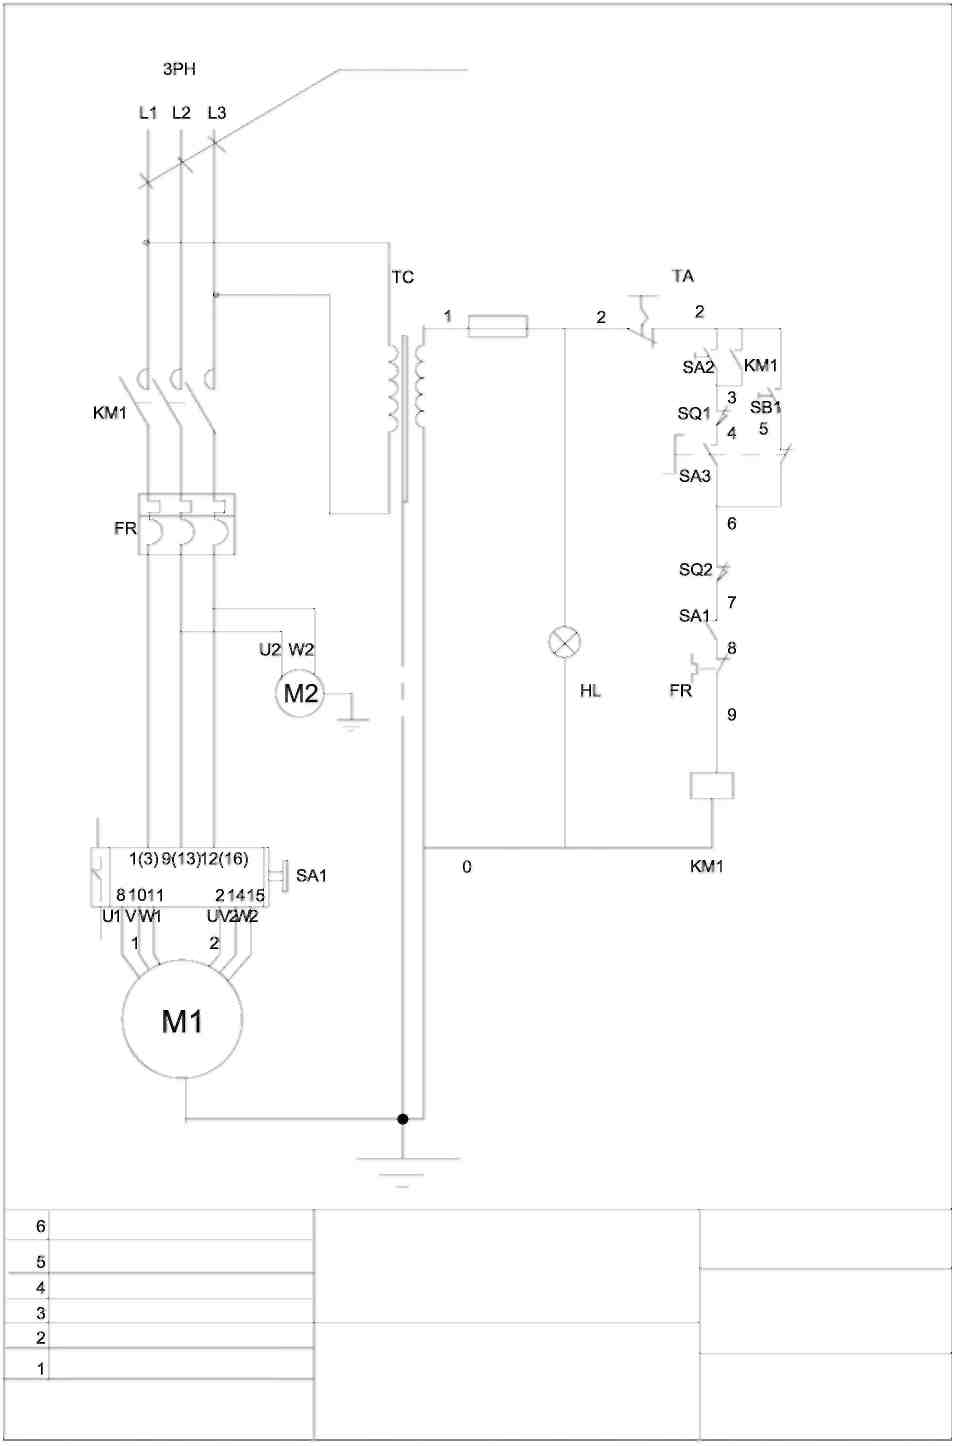 3PH
L1 L2 L3
TC
TA
1
2
2
SA2
KM1
3
SB1
KM1
SQ1
4
5
SA3
6
FR
SQ2
7
SA1
8
U2 W2
M2
HL
FR
9
1(3) 9(13) 12(16)
0
KM1
SA1
8 10 11 2 14 15
U1 V W1 UV2W2
1 2
M1
6
5
4
3
2
1